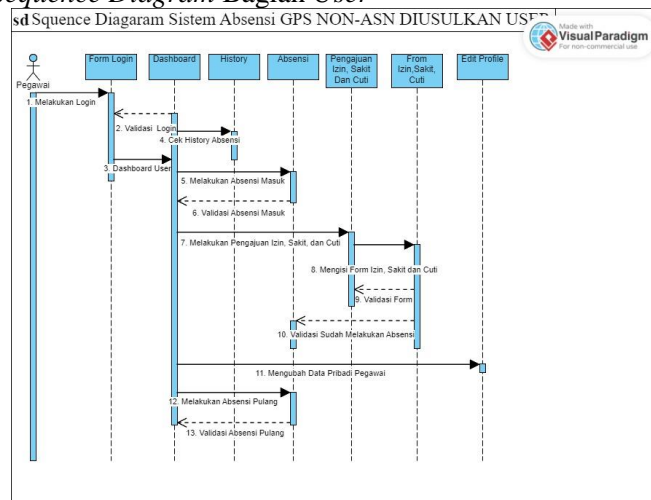 Sequence Diagram Bagian User
sd Squence Diagaram Sistem Absensi GPS NON-ASN DIUSULKAN USER
Made with
Visual Paradigm
For non-commercial use
Pegawai
Form Login
Dashboard
History
Absensi
Pengajuan
Izin, Sakit
Dan Cuti
From
Izin,Sakit,
Cuti
Edit Profile
1. Melakukan Login
2. Validasi Login
4. Cek History Absensi
3. Dashboard User
5. Melakukan Absensi Masuk
6. Validasi Absensi Masuk
7. Melakukan Pengajuan Izin, Sakit, dan Cuti
8. Mengisi Form Izin, Sakit dan Cuti
9. Validasi Form
10. Validasi Sudah Melakukan Absensi
11. Mengubah Data Pribadi Pegawai
12. Melakukan Absensi Pulang
13. Validasi Absensi Pulang